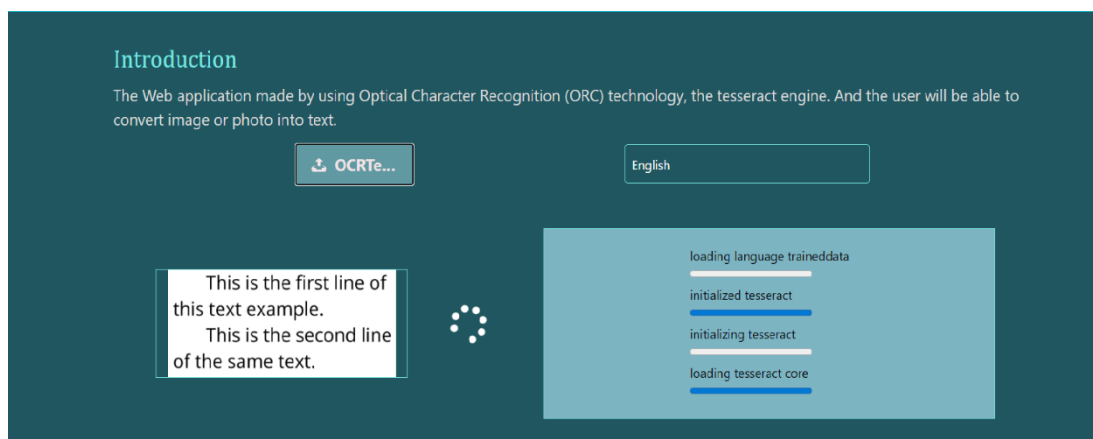 Introduction
The Web application made by using Optical Character Recognition (ORC) technology, the tesseract engine. And the user will be able to
convert image or photo into text.
OCRTe...
English
This is the first line of
this text example.
This is the second line
of the same text.
loading language traineddata
initialized tesseract
initializing tesseract
loading tesseract core